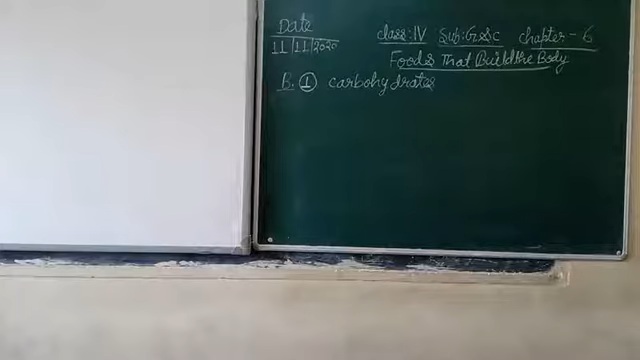 Date
11/11/2020
class:IV Sub:G.Sc chapter - 6
Foods That Build the Body
B. ① carbohydrates